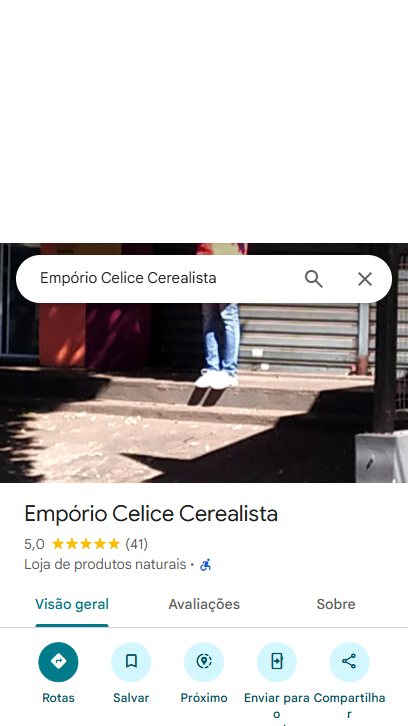 Empório Celice Cerealista
Empório Celice Cerealista
5,0 (41)
Loja de produtos naturais ·
Visão geral Avaliações Sobre
Rotas Salvar Próximo Enviar para o Compartilhar